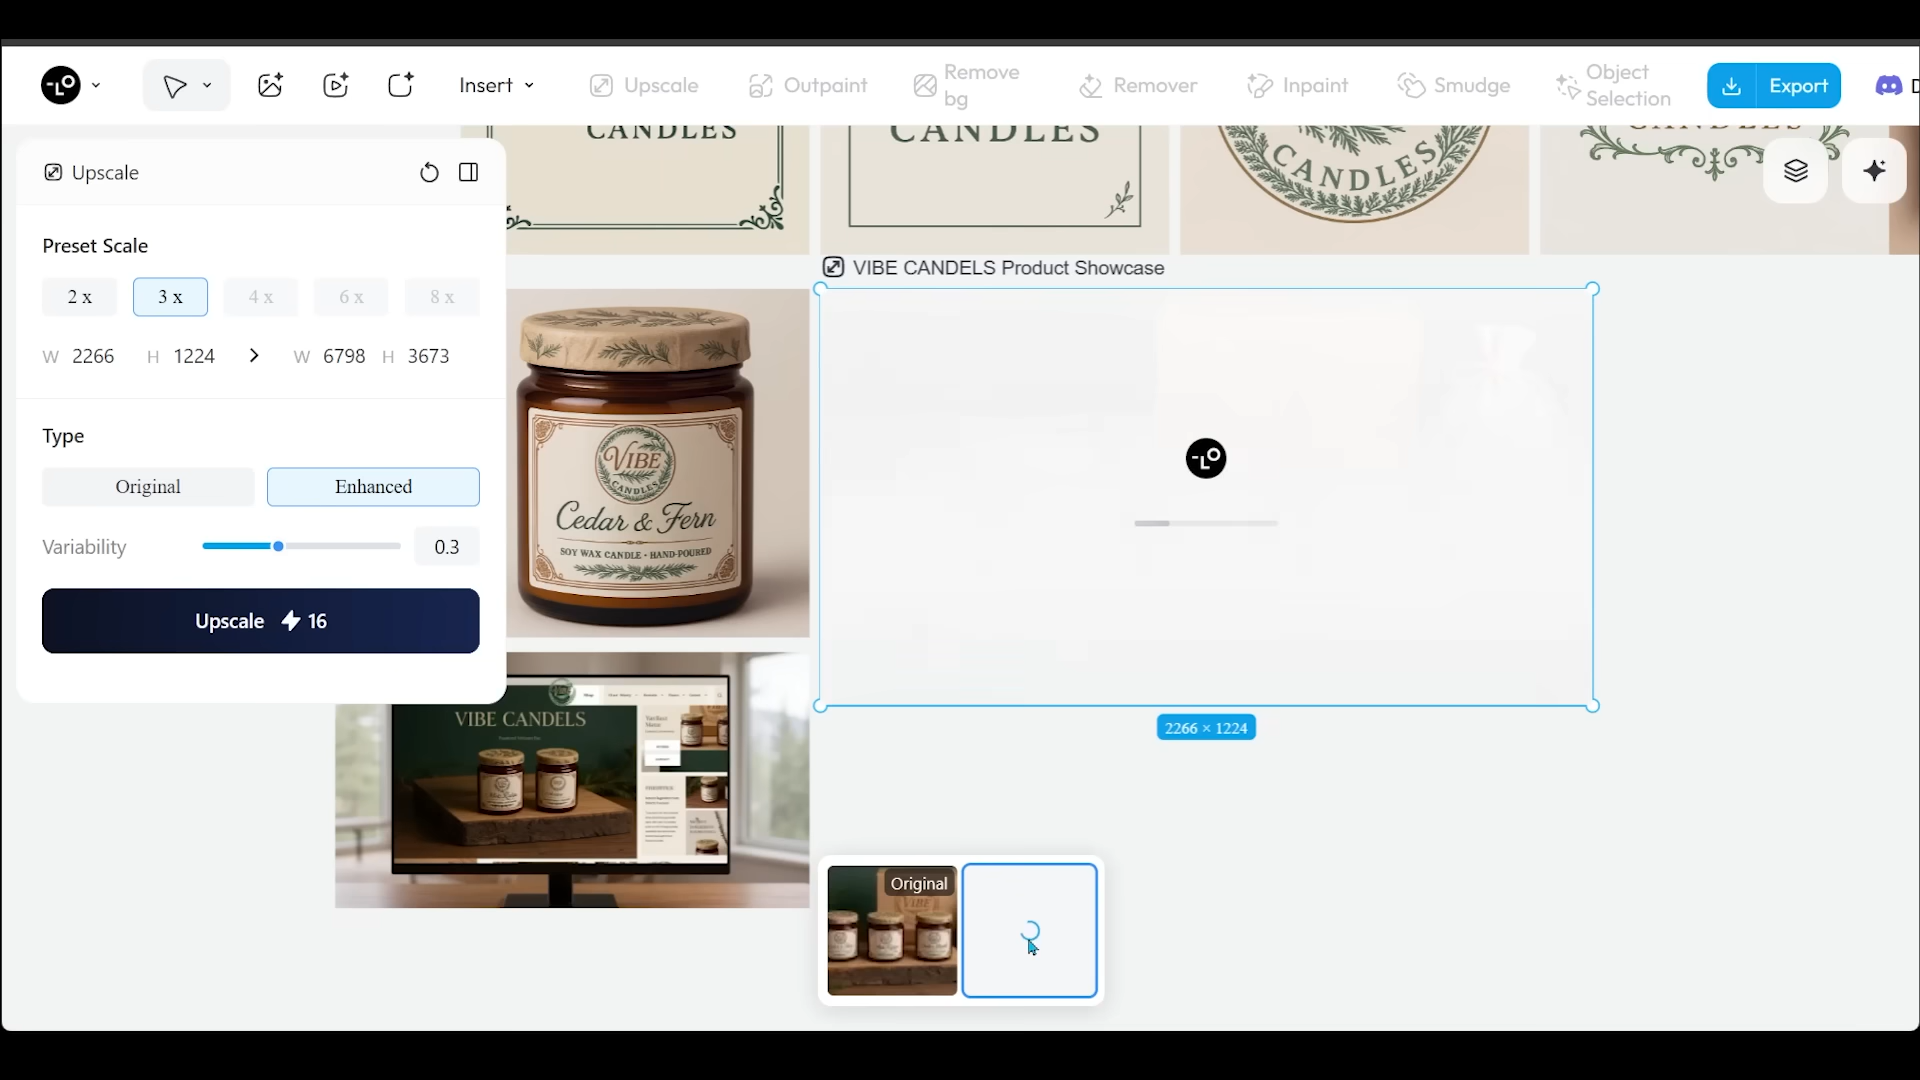 Insert
Upscale
Outpaint
Remove
bg
Remover
Inpaint
Smudge
Object
Selection
Export
D
Upscale
Preset Scale
2 x
3 x
4 x
6 x
8 x
W 2266 H 1224 > W 6798 H 3673
Type
Original
Enhanced
Variability
0.3
Upscale 16
CANDLES
CANDLES
CANDLES
CANDLES
VIBE CANDELS Product Showcase
VIBE
CANDLES
Cedar & Fern
SOY WAX CANDLE • HAND-POURED
2266 × 1224
VIBE CANDELS
Original
VIBE